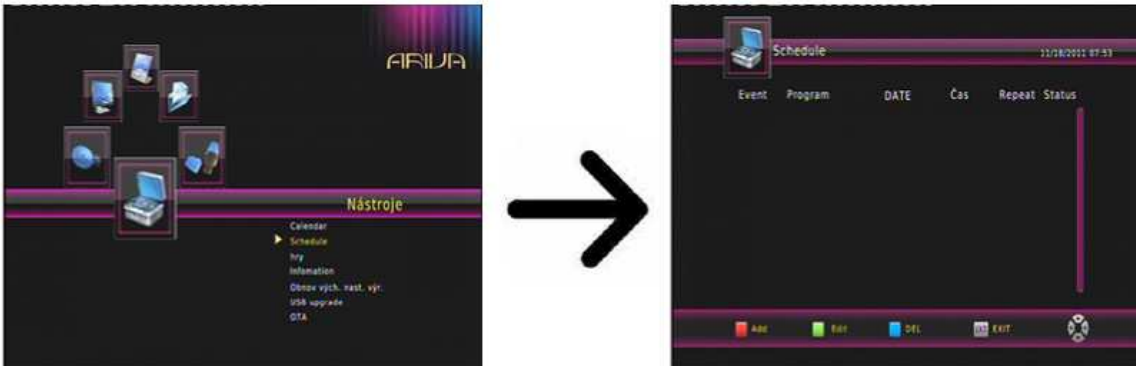 ARIVA
Nástroje
Calendar
Schedule
hry
Infomation
Obnov vých. nast. výr.
USB upgrade
OTA
Schedule
11/18/2011 07:53
Event Program DATE Čas Repeat Status
Add Edit DEL EXIT EXIT